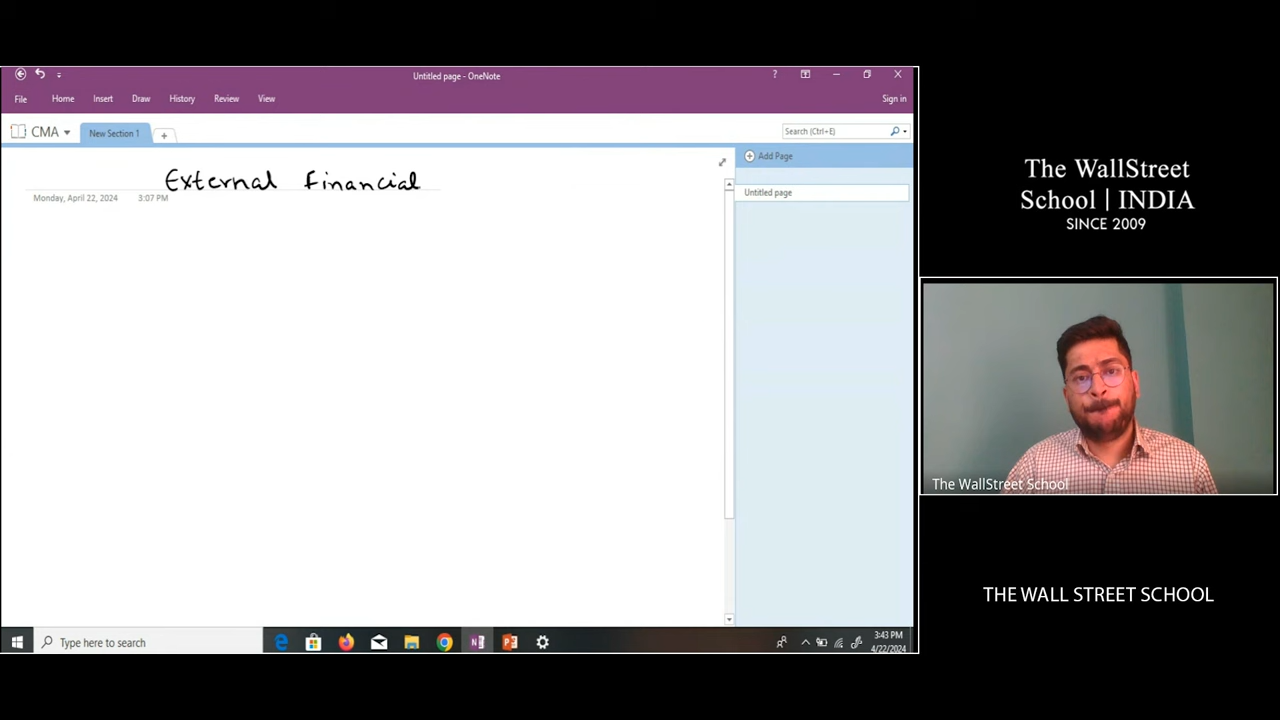 Untitled page - OneNote
?
File Home Insert Draw History Review View
Sign in
CMA New Section 1 +
Search (Ctrl+E)
External Financial
Monday, April 22, 2024 3:07 PM
Add Page
Untitled page
The WallStreet
School | INDIA
SINCE 2009
The WallStreet School
THE WALL STREET SCHOOL
Type here to search
3:43 PM
4/22/2024